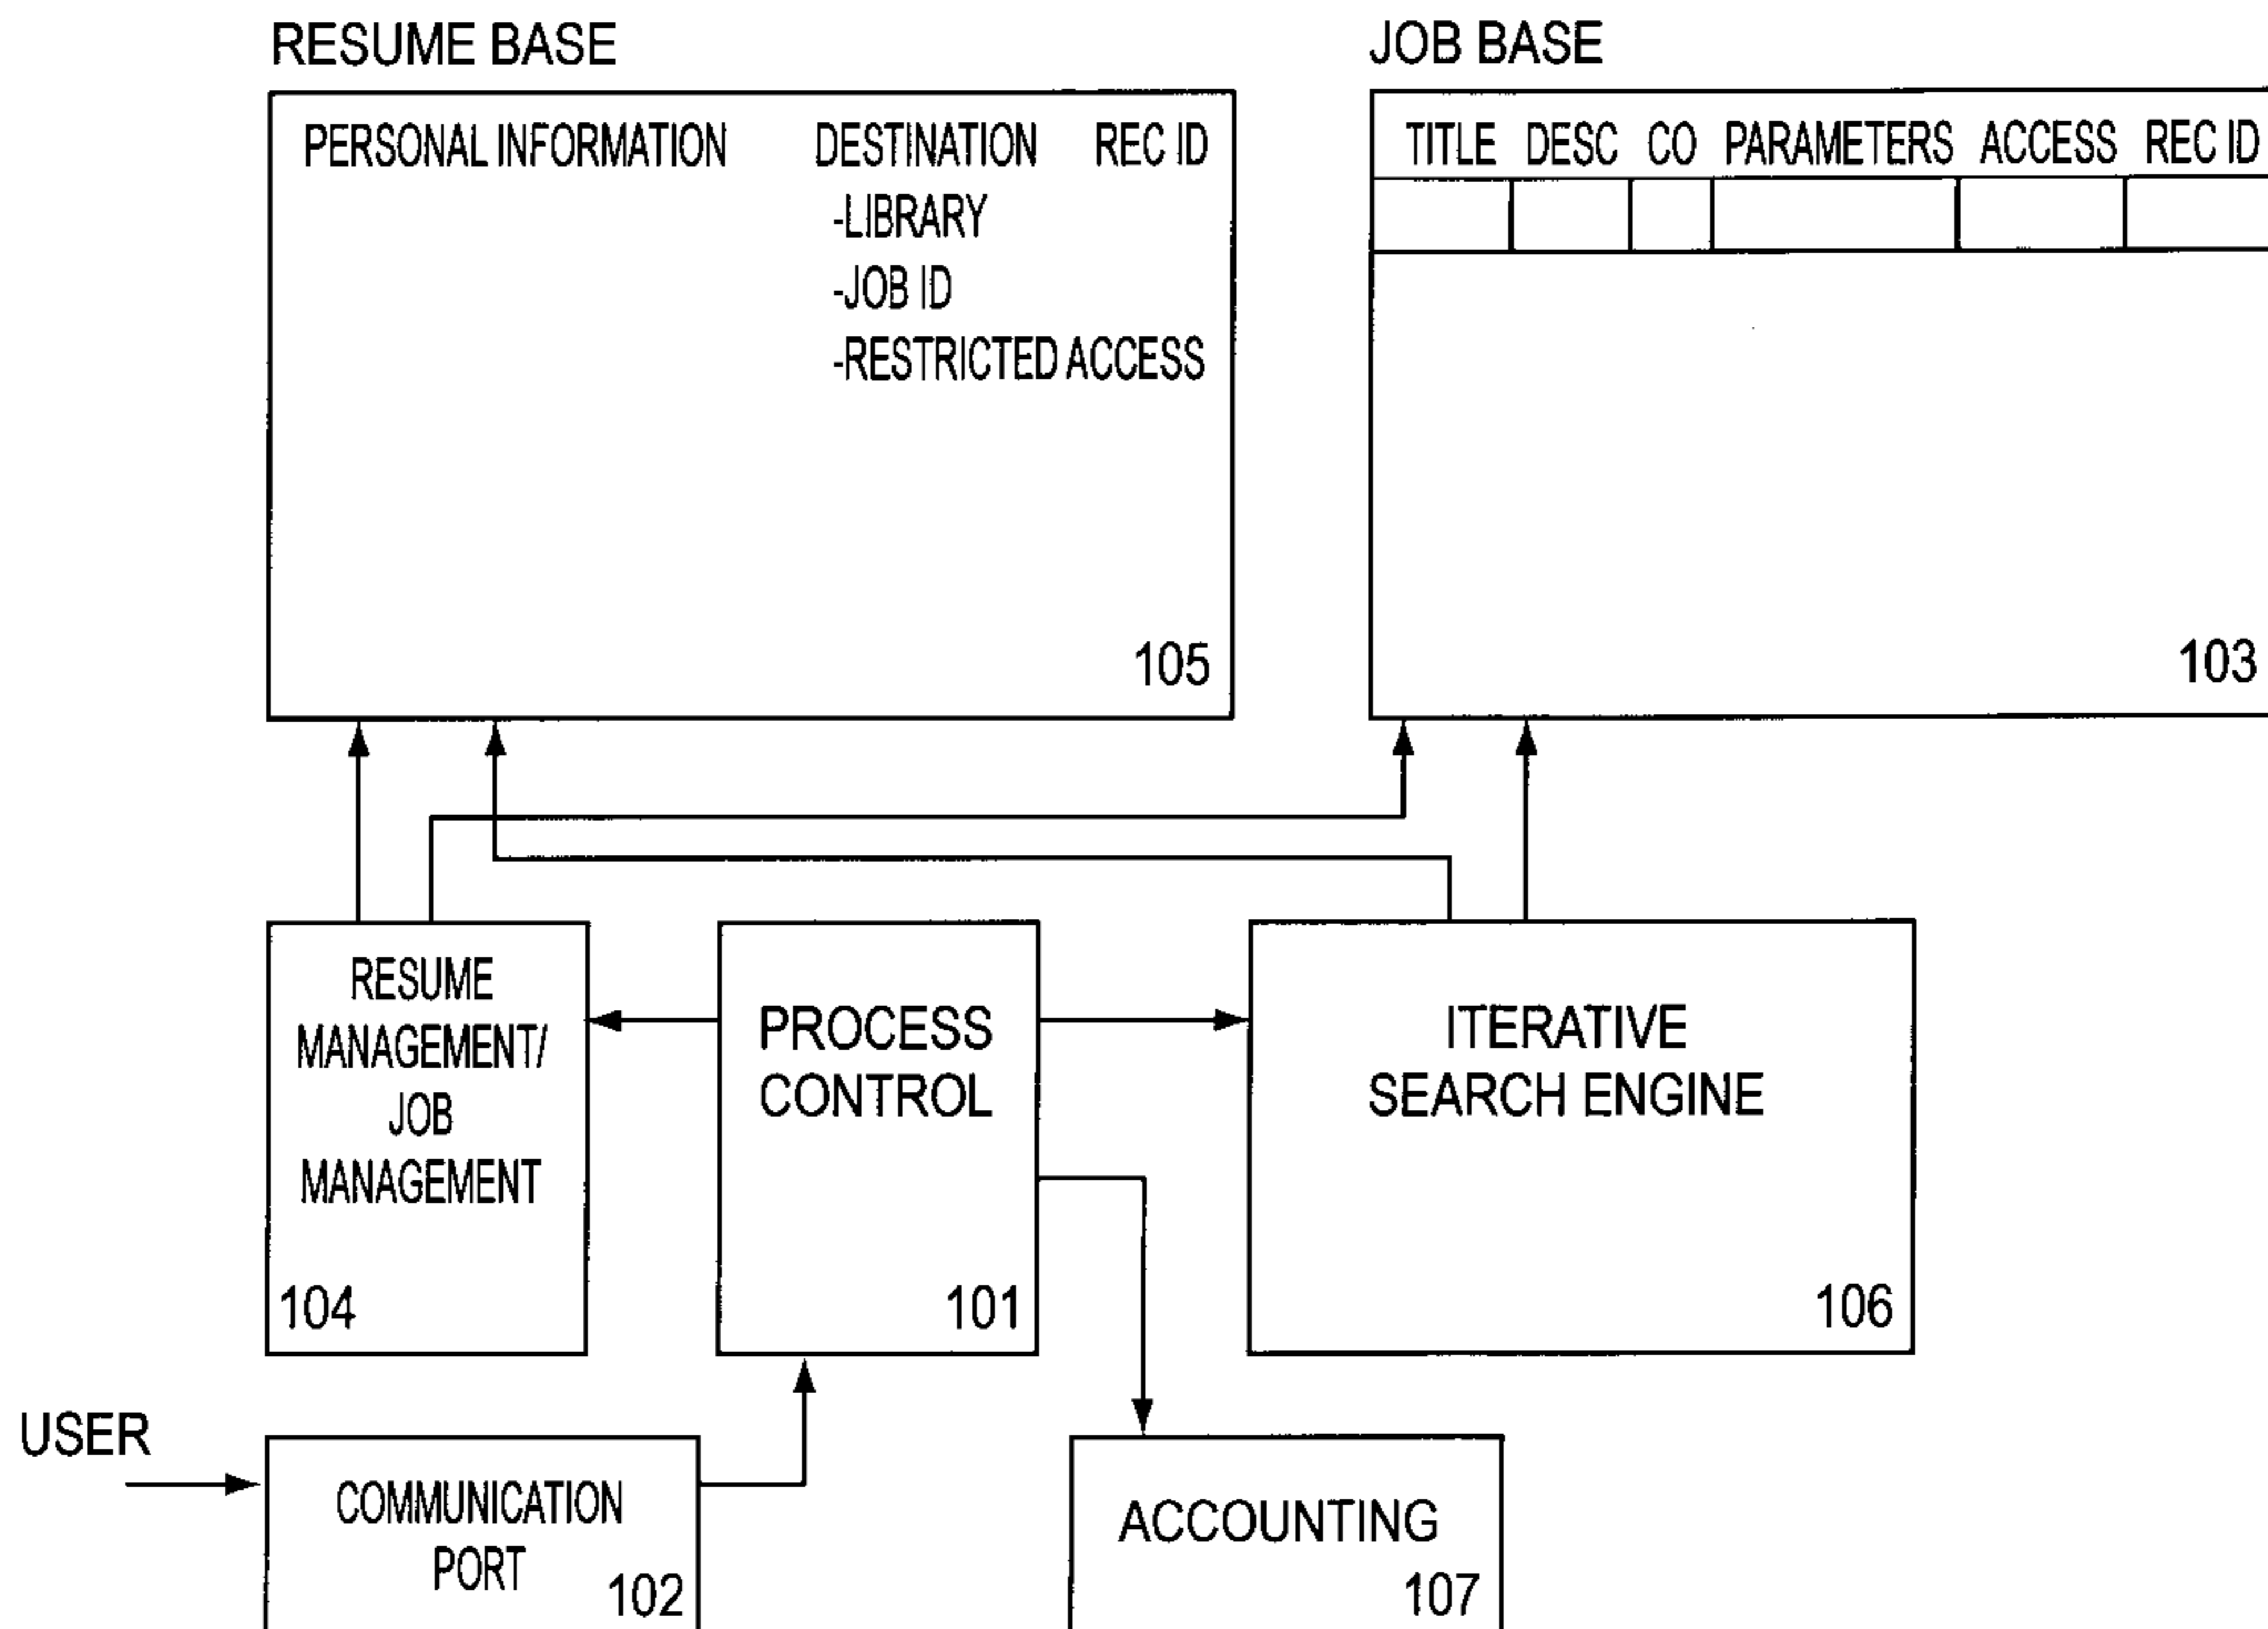 RESUME BASE
PERSONAL INFORMATION DESTINATION REC ID
-LIBRARY
-JOB ID
-RESTRICTED ACCESS
105
JOB BASE
TITLE DESC CO PARAMETERS ACCESS REC ID
103
RESUME
MANAGEMENT/
JOB
MANAGEMENT
104
PROCESS
CONTROL
101
ITERATIVE
SEARCH ENGINE
106
USER
COMMUNICATION
PORT
102
ACCOUNTING
107